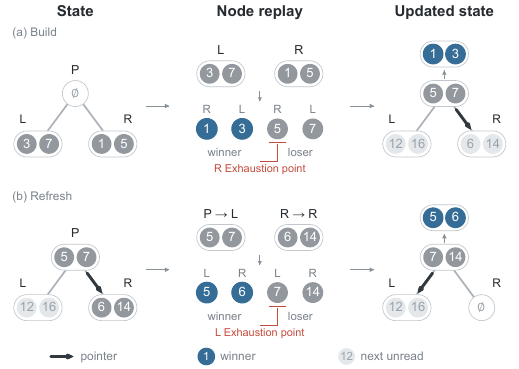 State Node replay Updated state
(a) Build
P
∅
L R
3 7 1 5
L R
3 7 1 5
R L R L
1 3 5 7
winner loser
R Exhaustion point
1 3
5 7
L R
12 16 6 14
(b) Refresh
P
5 7
L R
12 16 6 14
P → L R → R
5 7 6 14
L R L R
5 6 7 14
winner loser
L Exhaustion point
5 6
7 14
L R
12 16 ∅
pointer 1 winner 12 next unread